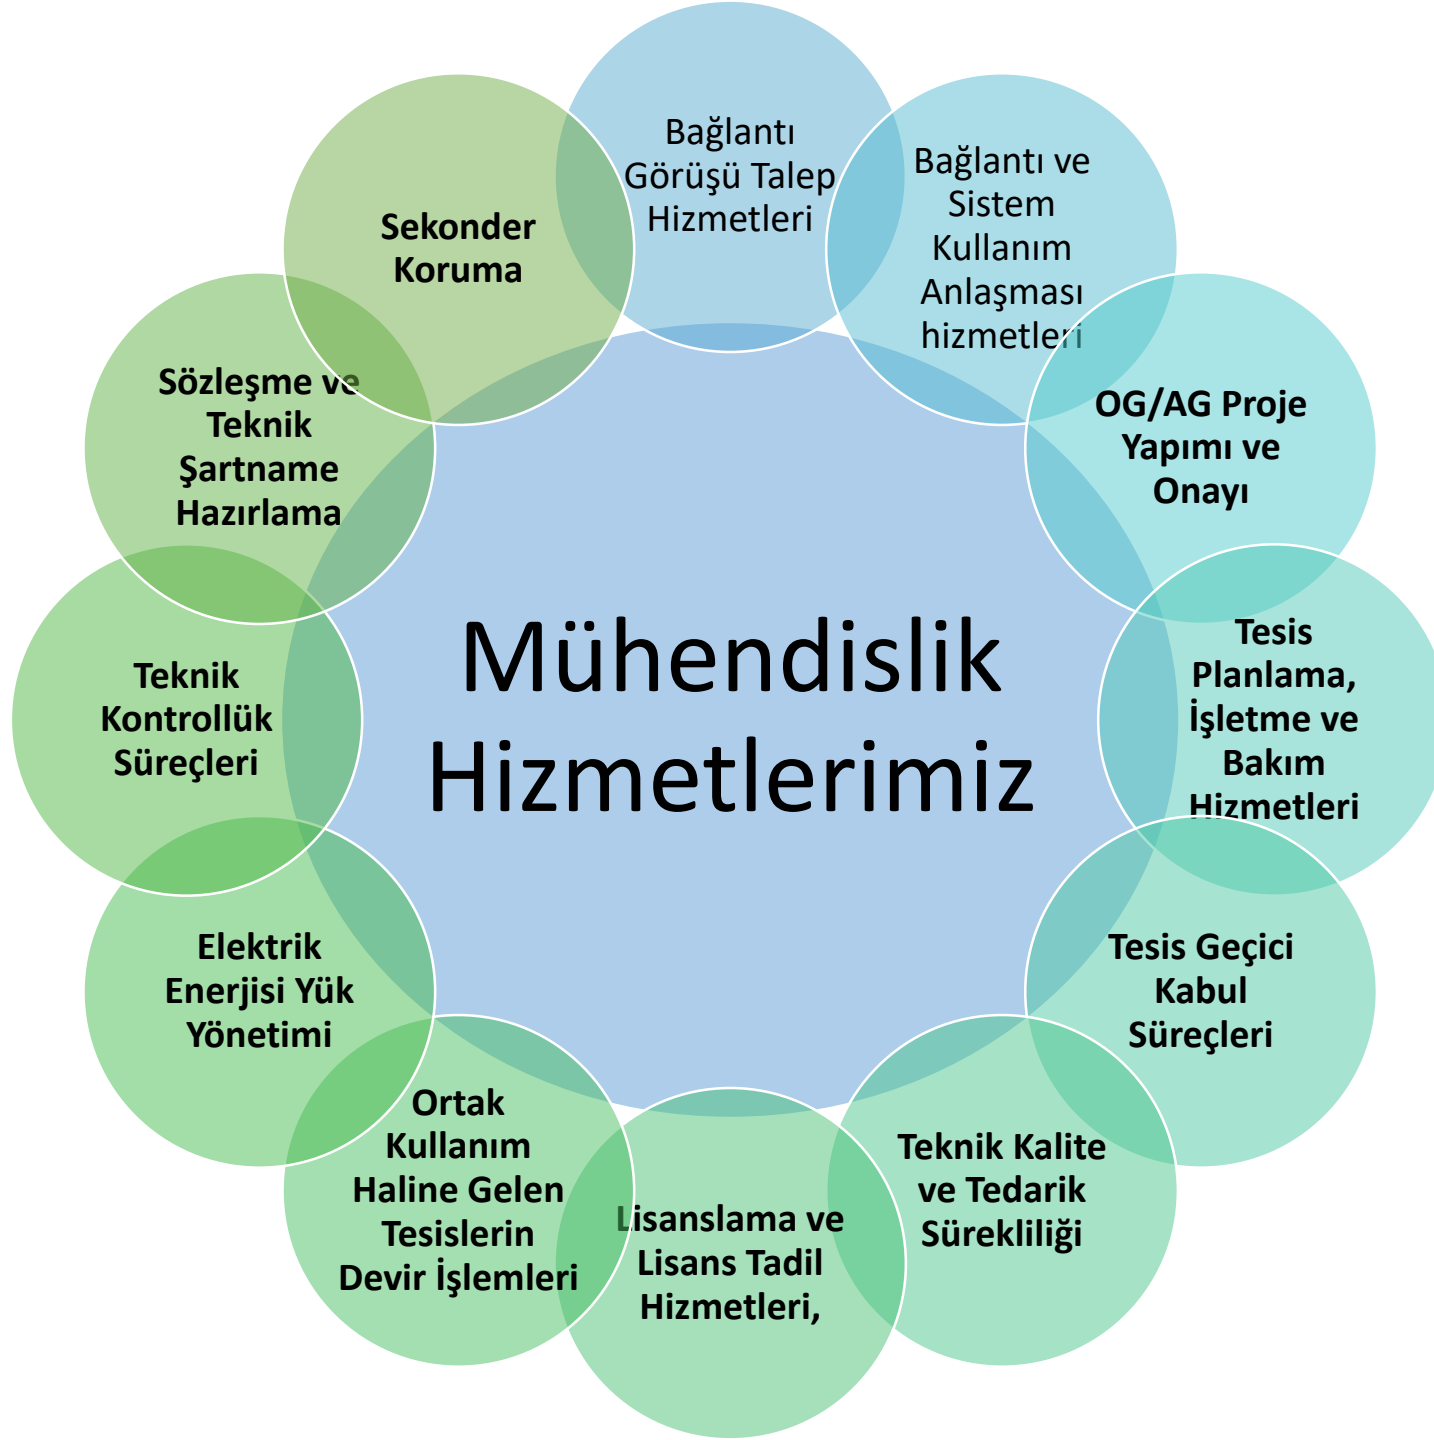 Bağlantı
Görüşü Talep
Hizmetleri
Bağlantı ve
Sistem
Kullanım
Anlaşması
hizmetleri
OG/AG Proje
Yapımı ve
Onayı
Tesis
Planlama,
İşletme ve
Bakım
Hizmetleri
Tesis Geçici
Kabul
Süreçleri
Teknik Kalite
ve Tedarik
Sürekliliği
Lisanslama ve
Lisans Tadil
Hizmetleri,
Ortak
Kullanım
Haline Gelen
Tesislerin
Devir İşlemleri
Elektrik
Enerjisi Yük
Yönetimi
Teknik
Kontrollük
Süreçleri
Sözleşme ve
Teknik
Şartname
Hazırlama
Sekonder
Koruma
Mühendislik
Hizmetlerimiz